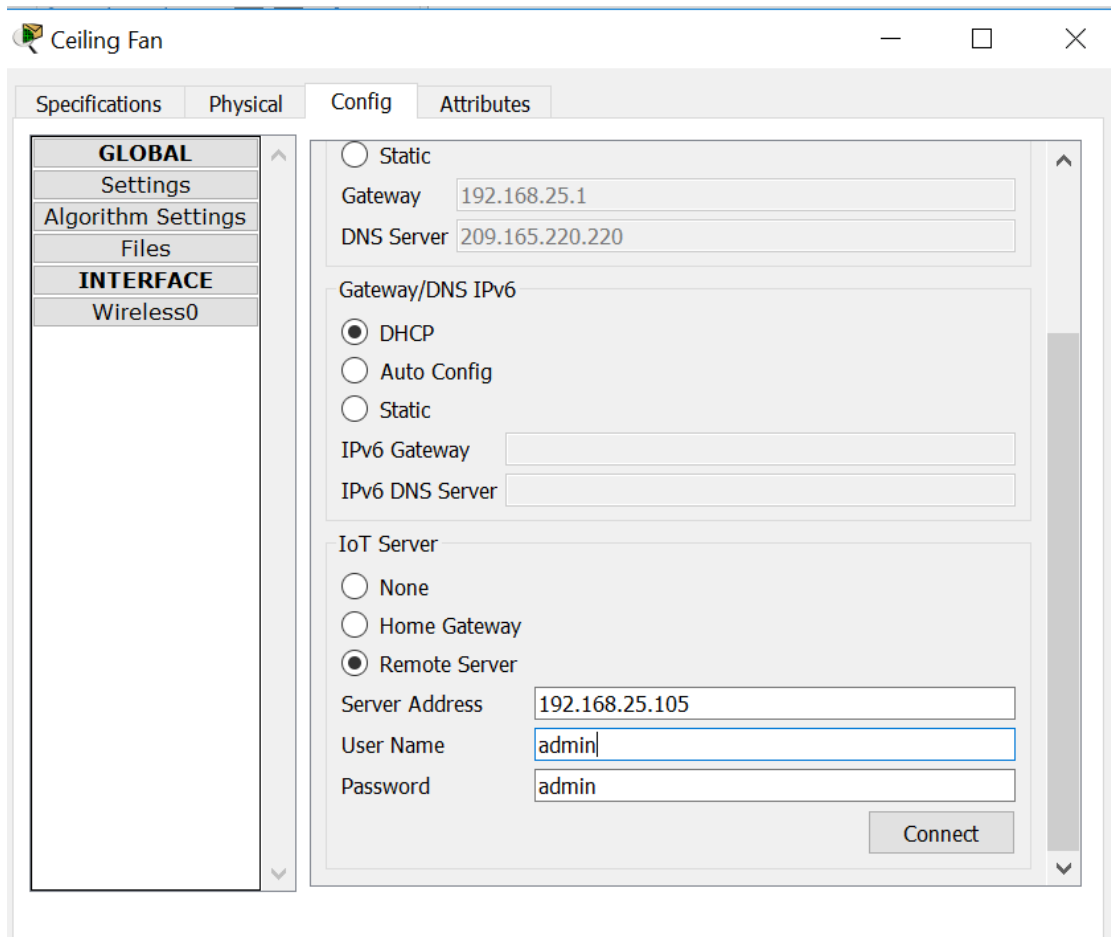 Ceiling Fan
Specifications Physical Config Attributes
GLOBAL
Settings
Algorithm Settings
Files
INTERFACE
Wireless0
Static
Gateway 192.168.25.1
DNS Server 209.165.220.220
Gateway/DNS IPv6
DHCP
Auto Config
Static
IPv6 Gateway
IPv6 DNS Server
IoT Server
None
Home Gateway
Remote Server
Server Address 192.168.25.105
User Name admin
Password admin
Connect